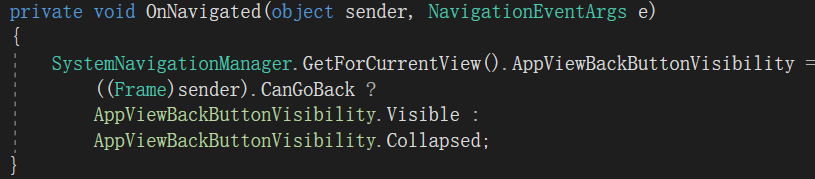 private void OnNavigated(object sender, NavigationEventArgs e)
{
SystemNavigationManager.GetForCurrentView().AppViewBackButtonVisibility =
((Frame)sender).CanGoBack ?
AppViewBackButtonVisibility.Visible :
AppViewBackButtonVisibility.Collapsed;
}